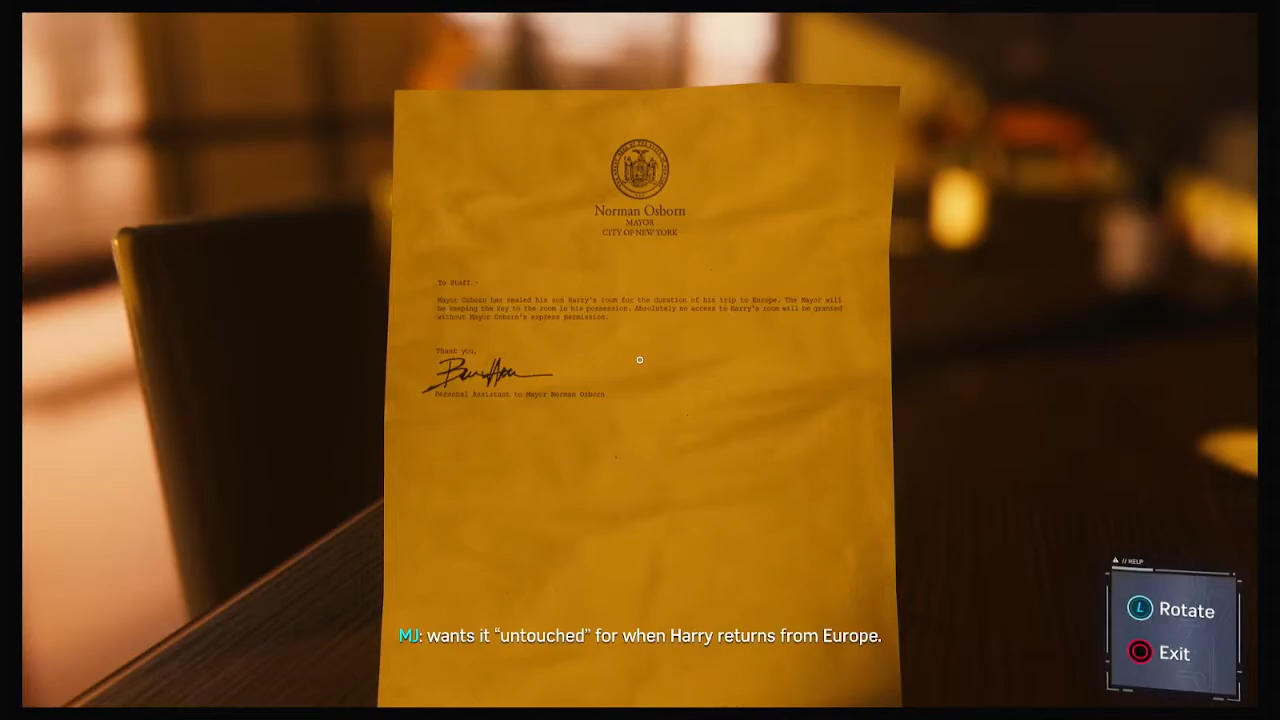 Norman Osborn
MAYOR
CITY OF NEW YORK
To Staff -
Mayor Osborn has sealed his son Harry's room for the duration of his trip to Europe. The Mayor will
be keeping the key to the room in his possession. Absolutely no access to Harry's room will be granted
without Mayor Osborn's express permission.
Thank you,
Personal Assistant to Mayor Norman Osborn
MJ: wants it “untouched” for when Harry returns from Europe.
// HELP
L Rotate
Exit